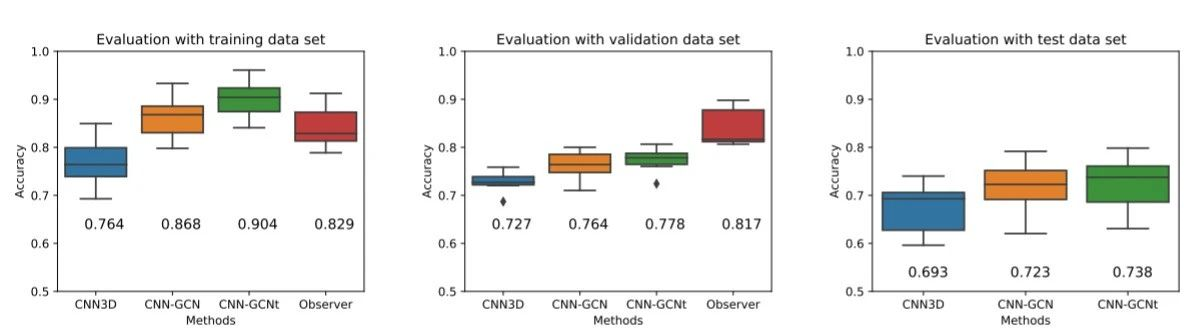 Evaluation with training data set
1.0
0.9
0.8
0.7
0.6
0.5
Accuracy
0.764 0.868 0.904 0.829
CNN3D CNN-GCN CNN-GCNt Observer
Methods
Evaluation with validation data set
1.0
0.9
0.8
0.7
0.6
0.5
Accuracy
0.727 0.764 0.778 0.817
CNN3D CNN-GCN CNN-GCNt Observer
Methods
Evaluation with test data set
1.0
0.9
0.8
0.7
0.6
0.5
Accuracy
0.693 0.723 0.738
CNN3D CNN-GCN CNN-GCNt
Methods